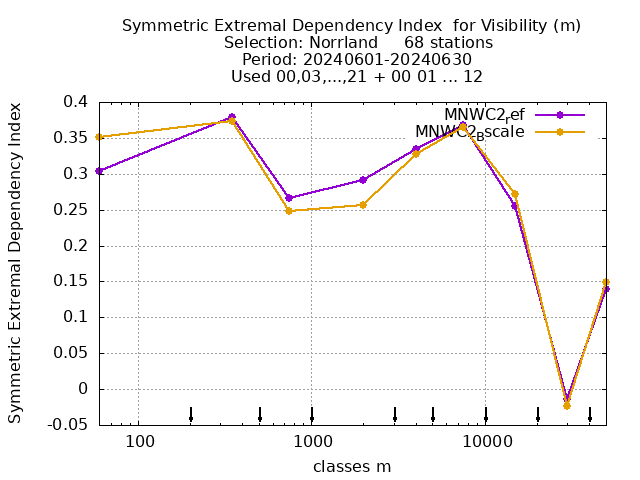 Symmetric Extremal Dependency Index  for Visibility (m)
Selection: Norrland     68 stations
Period: 20240601-20240630
Used 00,03,...,21 + 00 01 ... 12
MNWC2ref
MNWC2Bscale
Symmetric Extremal Dependency Index
0.4
0.35
0.3
0.25
0.2
0.15
0.1
0.05
0
-0.05
100 1000 10000
classes m